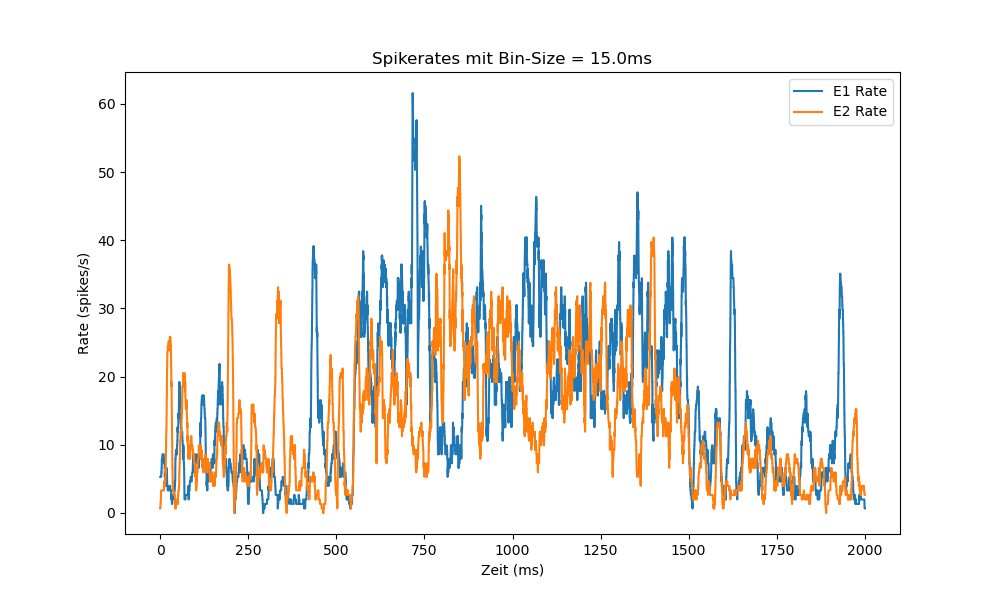 Spikerates mit Bin-Size = 15.0ms
E1 Rate
E2 Rate
Rate (spikes/s)
60
50
40
30
20
10
0
0 250 500 750 1000 1250 1500 1750 2000
Zeit (ms)